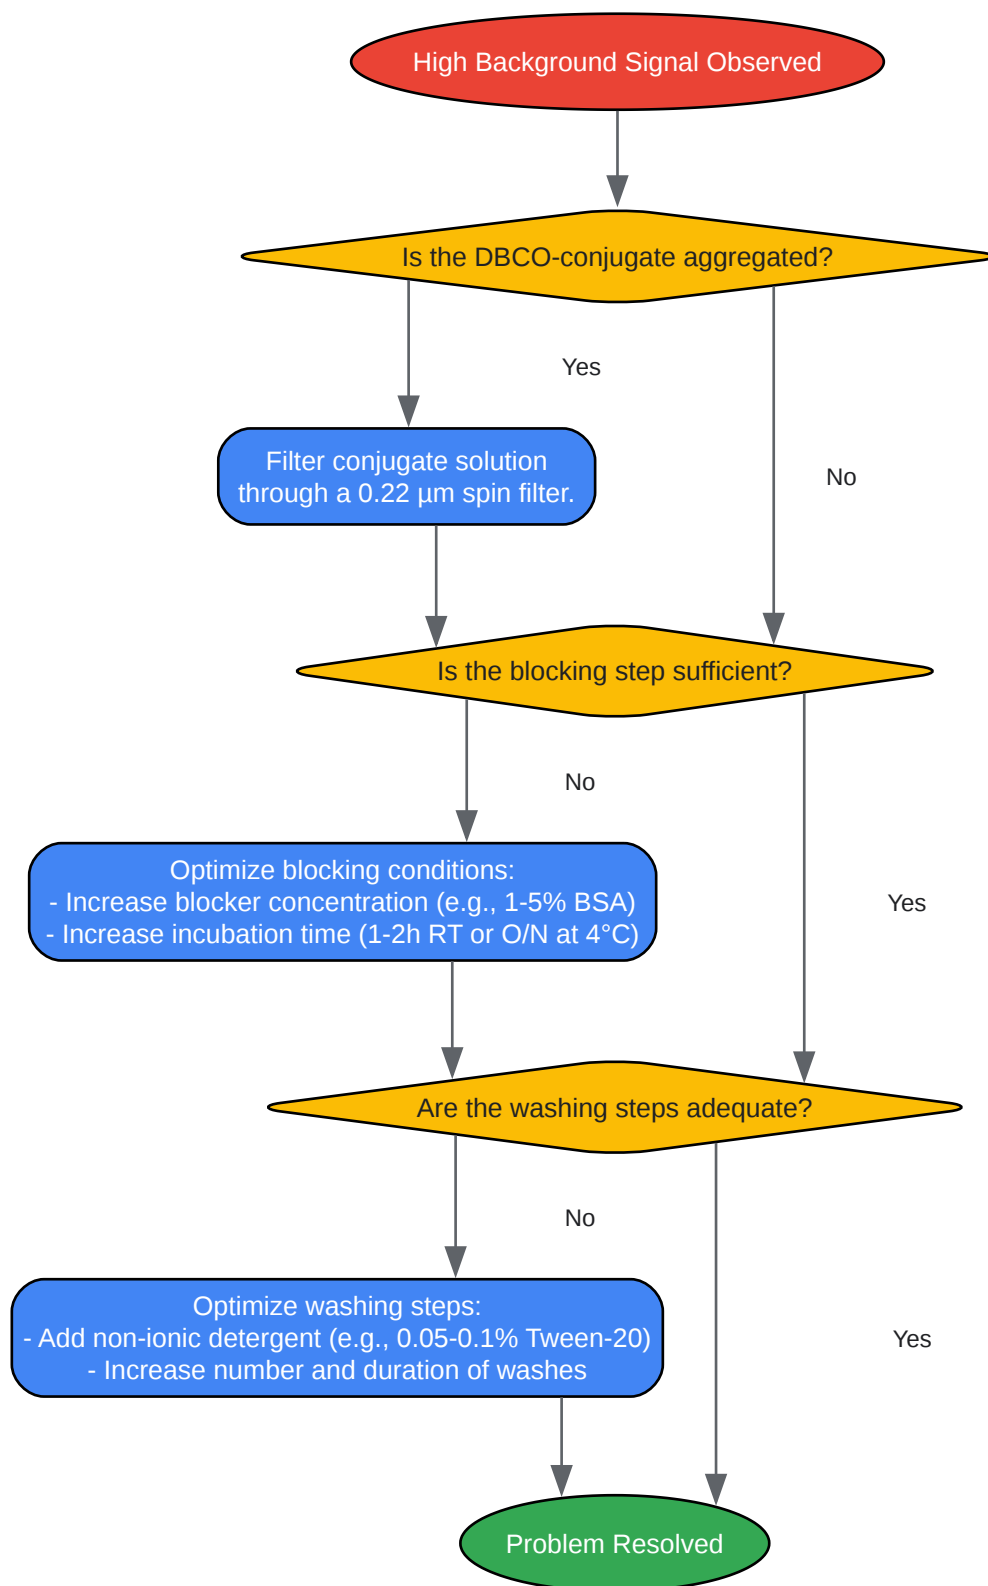 High Background Signal Observed
Is the DBCO-conjugate aggregated?
Yes
Filter conjugate solution
through a 0.22 µm spin filter.
No
Is the blocking step sufficient?
No
Optimize blocking conditions:
- Increase blocker concentration (e.g., 1-5% BSA)
- Increase incubation time (1-2h RT or O/N at 4°C)
Yes
Are the washing steps adequate?
No
Optimize washing steps:
- Add non-ionic detergent (e.g., 0.05-0.1% Tween-20)
- Increase number and duration of washes
Yes
Problem Resolved